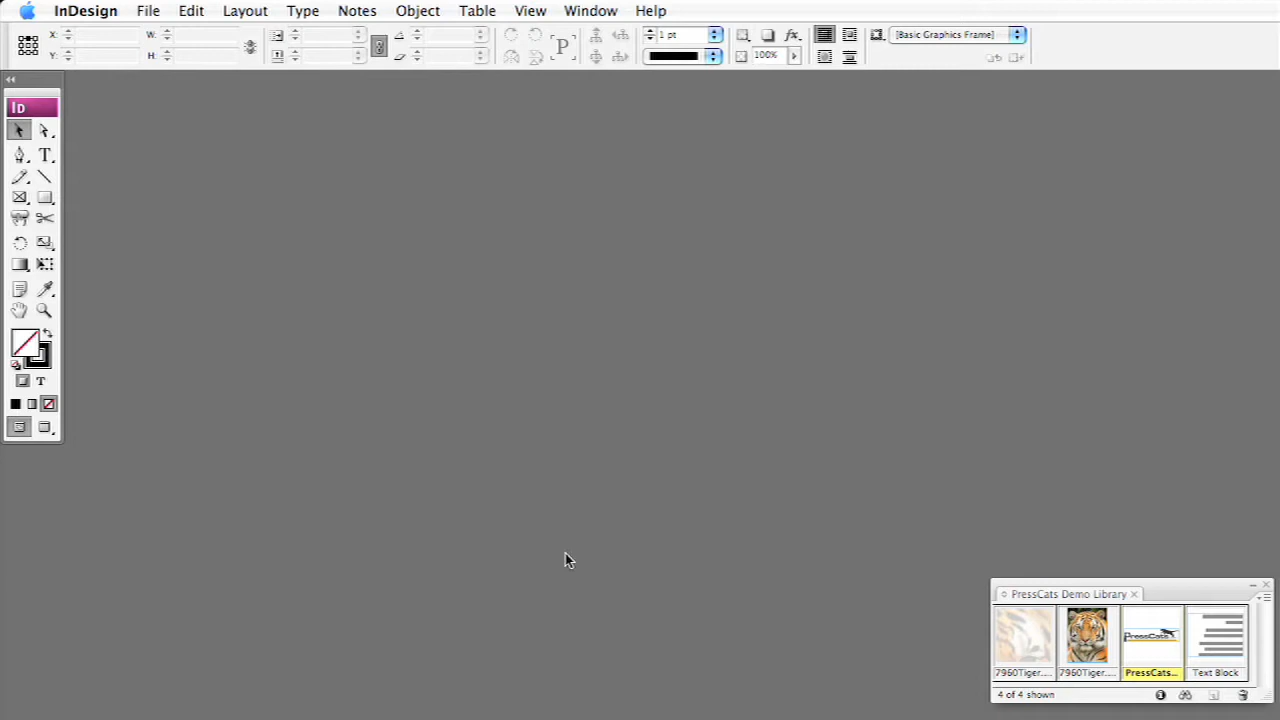 InDesign File Edit Layout Type Notes Object Table View Window Help
X: W: 1 pt [Basic Graphics Frame]
Y: H: 100%
P
Id
T
T
PressCats Demo Library
PressCats
7960Tiger.... 7960Tiger.... PressCats... Text Block
4 of 4 shown